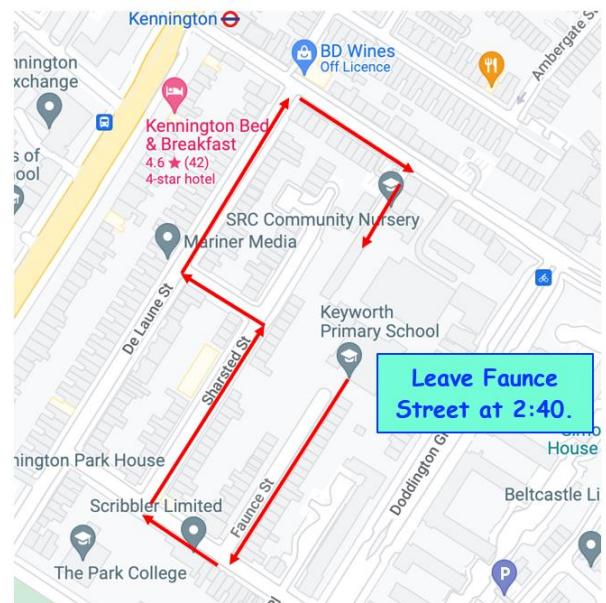 Kennington
BD Wines
Off Licence
Ambergate S
nnington
xchange
Kennington Bed
& Breakfast
4.6 ★ (42)
4-star hotel
s of
ool
SRC Community Nursery
Mariner Media
De Laune St
Keyworth
Primary School
Sharsted St
Leave Faunce
Street at 2:40.
House
nington Park House
Doddington G
Beltcastle Li
Scribbler Limited
Faunce St
The Park College
P